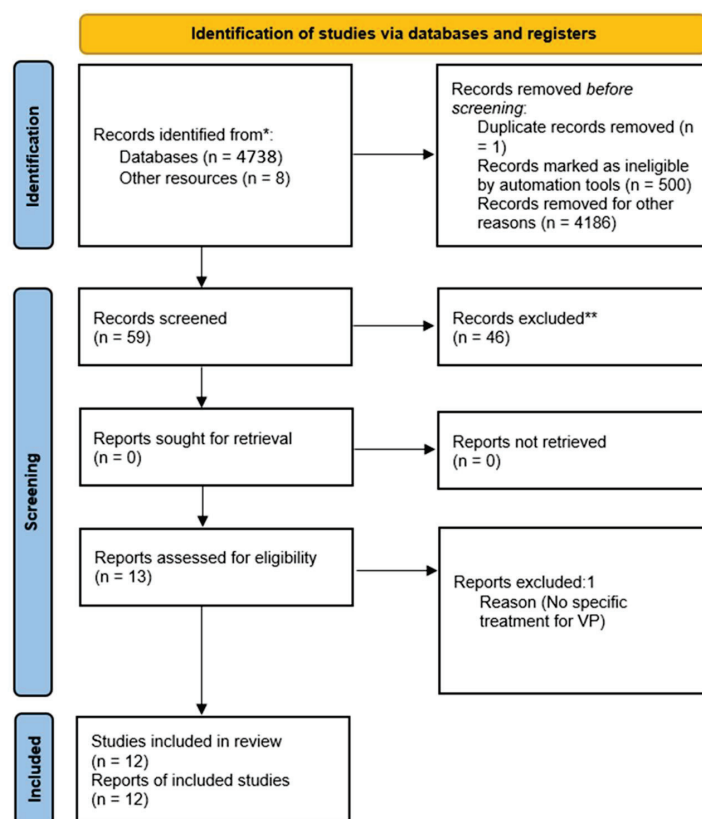 Identification of studies via databases and registers
Identification
Records identified from*:
Databases (n = 4738)
Other resources (n = 8)
Records removed before
screening:
Duplicate records removed (n
= 1)
Records marked as ineligible
by automation tools (n = 500)
Records removed for other
reasons (n = 4186)
Screening
Records screened
(n = 59)
Records excluded**
(n = 46)
Reports sought for retrieval
(n = 0)
Reports not retrieved
(n = 0)
Reports assessed for eligibility
(n = 13)
Reports excluded:1
Reason (No specific
treatment for VP)
Included
Studies included in review
(n = 12)
Reports of included studies
(n = 12)